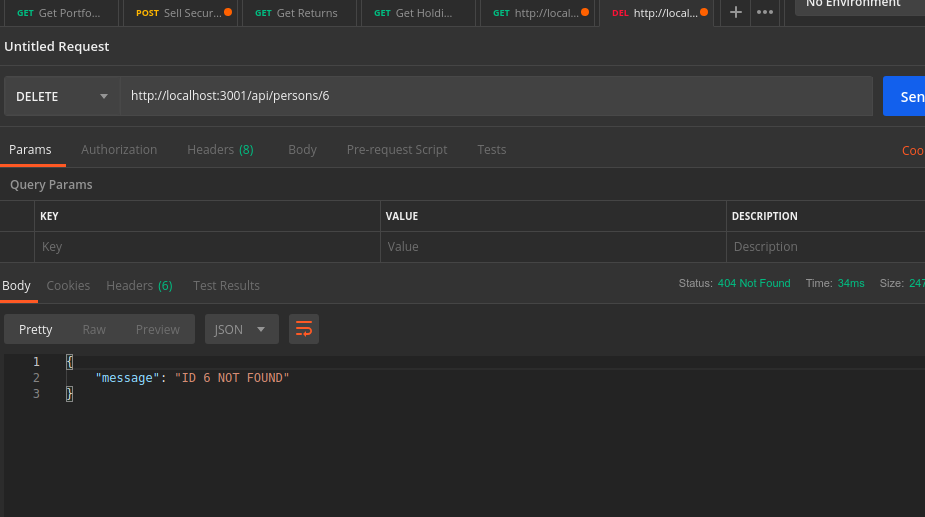 GET Get Portfo... POST Sell Secur... GET Get Returns GET Get Holdi... GET http://local... DEL http://local... + ••• No Environment
Untitled Request
DELETE http://localhost:3001/api/persons/6 Sen
Params Authorization Headers (8) Body Pre-request Script Tests Coo
Query Params
KEY VALUE DESCRIPTION
Key Value Description
Body Cookies Headers (6) Test Results Status: 404 Not Found Time: 34ms Size: 247
Pretty Raw Preview JSON
1 {
2 "message": "ID 6 NOT FOUND"
3 }